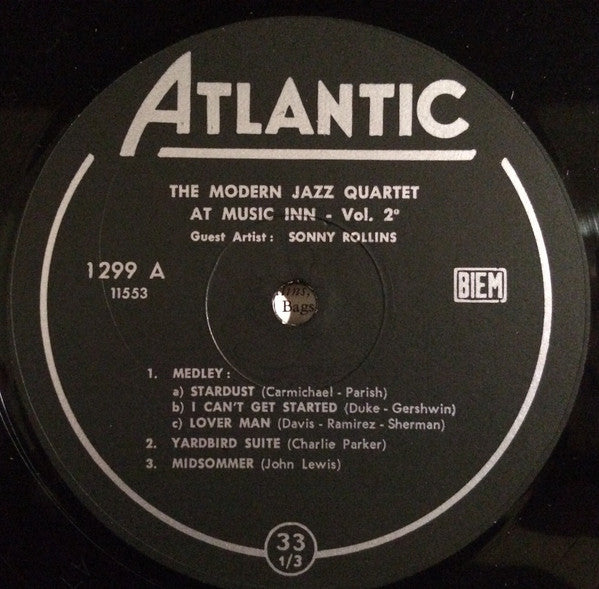 ATLANTIC
THE MODERN JAZZ QUARTET
AT MUSIC INN - Vol. 2°
Guest Artist: SONNY ROLLINS
1299 A
11553
BIEM
Bags
1. MEDLEY:
a) STARDUST (Carmichael - Parish)
b) I CAN'T GET STARTED (Duke - Gershwin)
c) LOVER MAN (Davis - Ramirez - Sherman)
2. YARDBIRD SUITE (Charlie Parker)
3. MIDSOMMER (John Lewis)
33
1/3